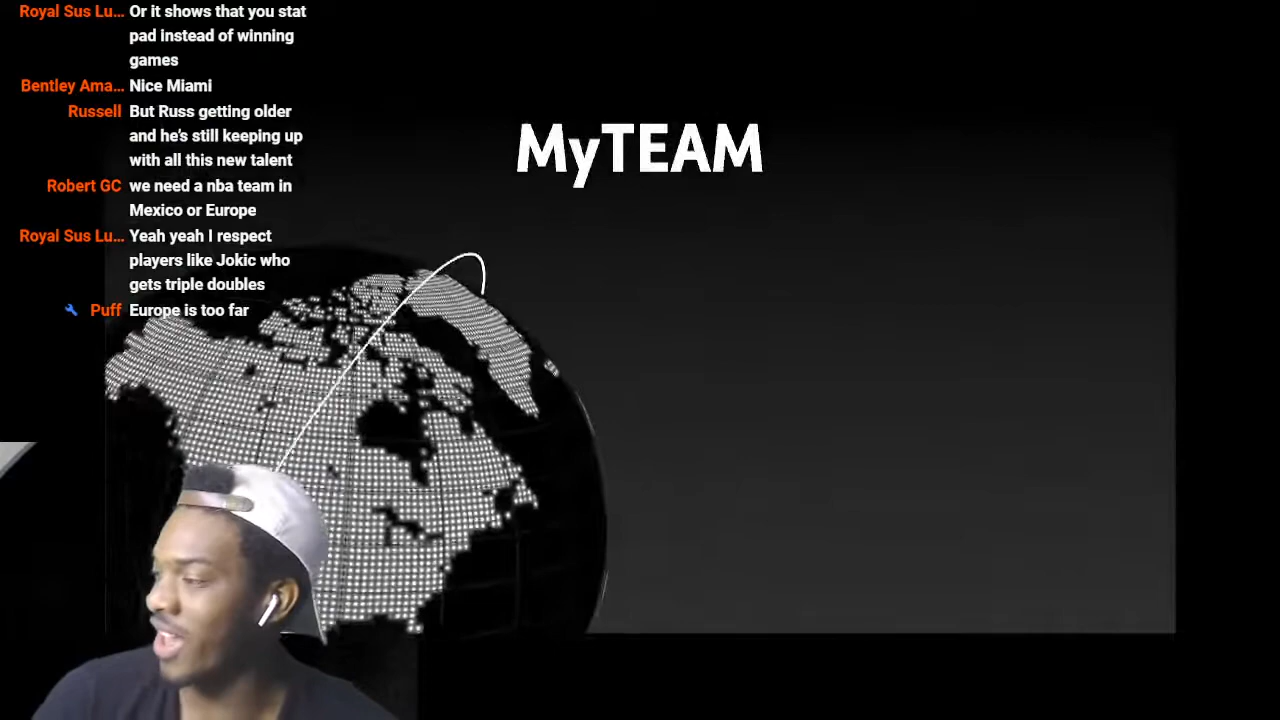 Royal Sus Lu... Or it shows that you stat
pad instead of winning
games
Bentley Ama... Nice Miami
Russell But Russ getting older
and he's still keeping up
with all this new talent
Robert GC we need a nba team in
Mexico or Europe
Royal Sus Lu... Yeah yeah I respect
players like Jokic who
gets triple doubles
Puff Europe is too far
MyTEAM